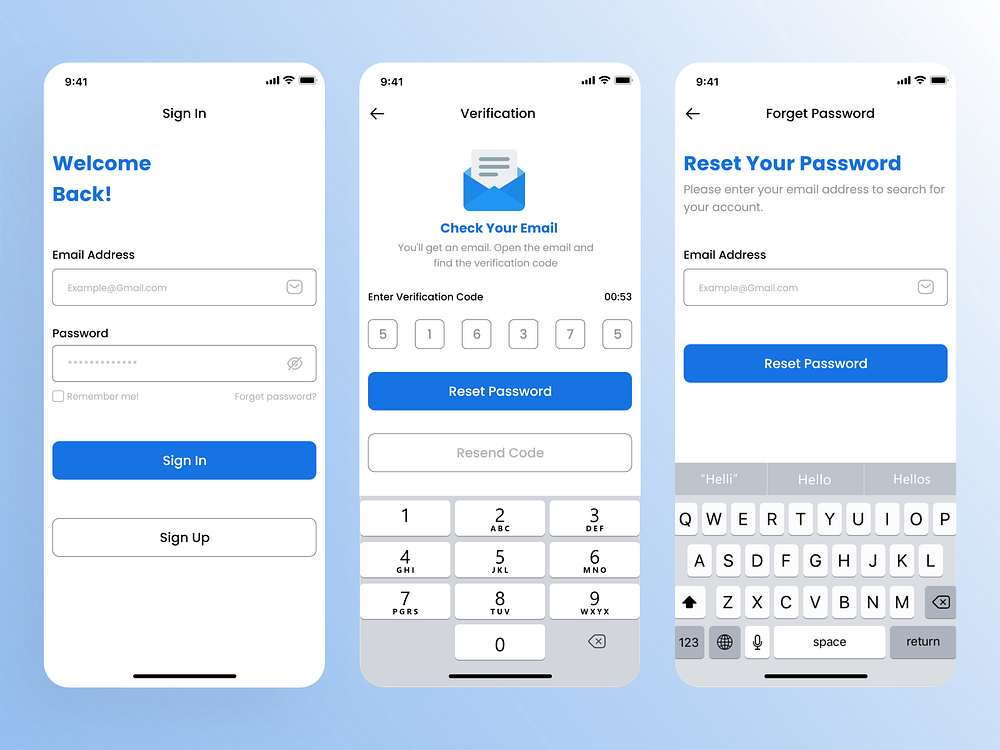 9:41
Sign In
Welcome
Back!
Email Address
Example@Gmail.com
Password
*************
Remember me!
Forget password?
Sign In
Sign Up
9:41
Verification
Check Your Email
You'll get an email. Open the email and
find the verification code
Enter Verification Code
00:53
5 1 6 3 7 5
Reset Password
Resend Code
1 2 3
ABC DEF
4 5 6
GHI JKL MNO
7 8 9
PGRS TUV WXYX
0
9:41
Forget Password
Reset Your Password
Please enter your email address to search for
your account.
Email Address
Example@Gmail.com
Reset Password
“Helli” Hello Hellos
Q W E R T Y U I O P
A S D F G H J K L
Z X C V B N M
123 space return